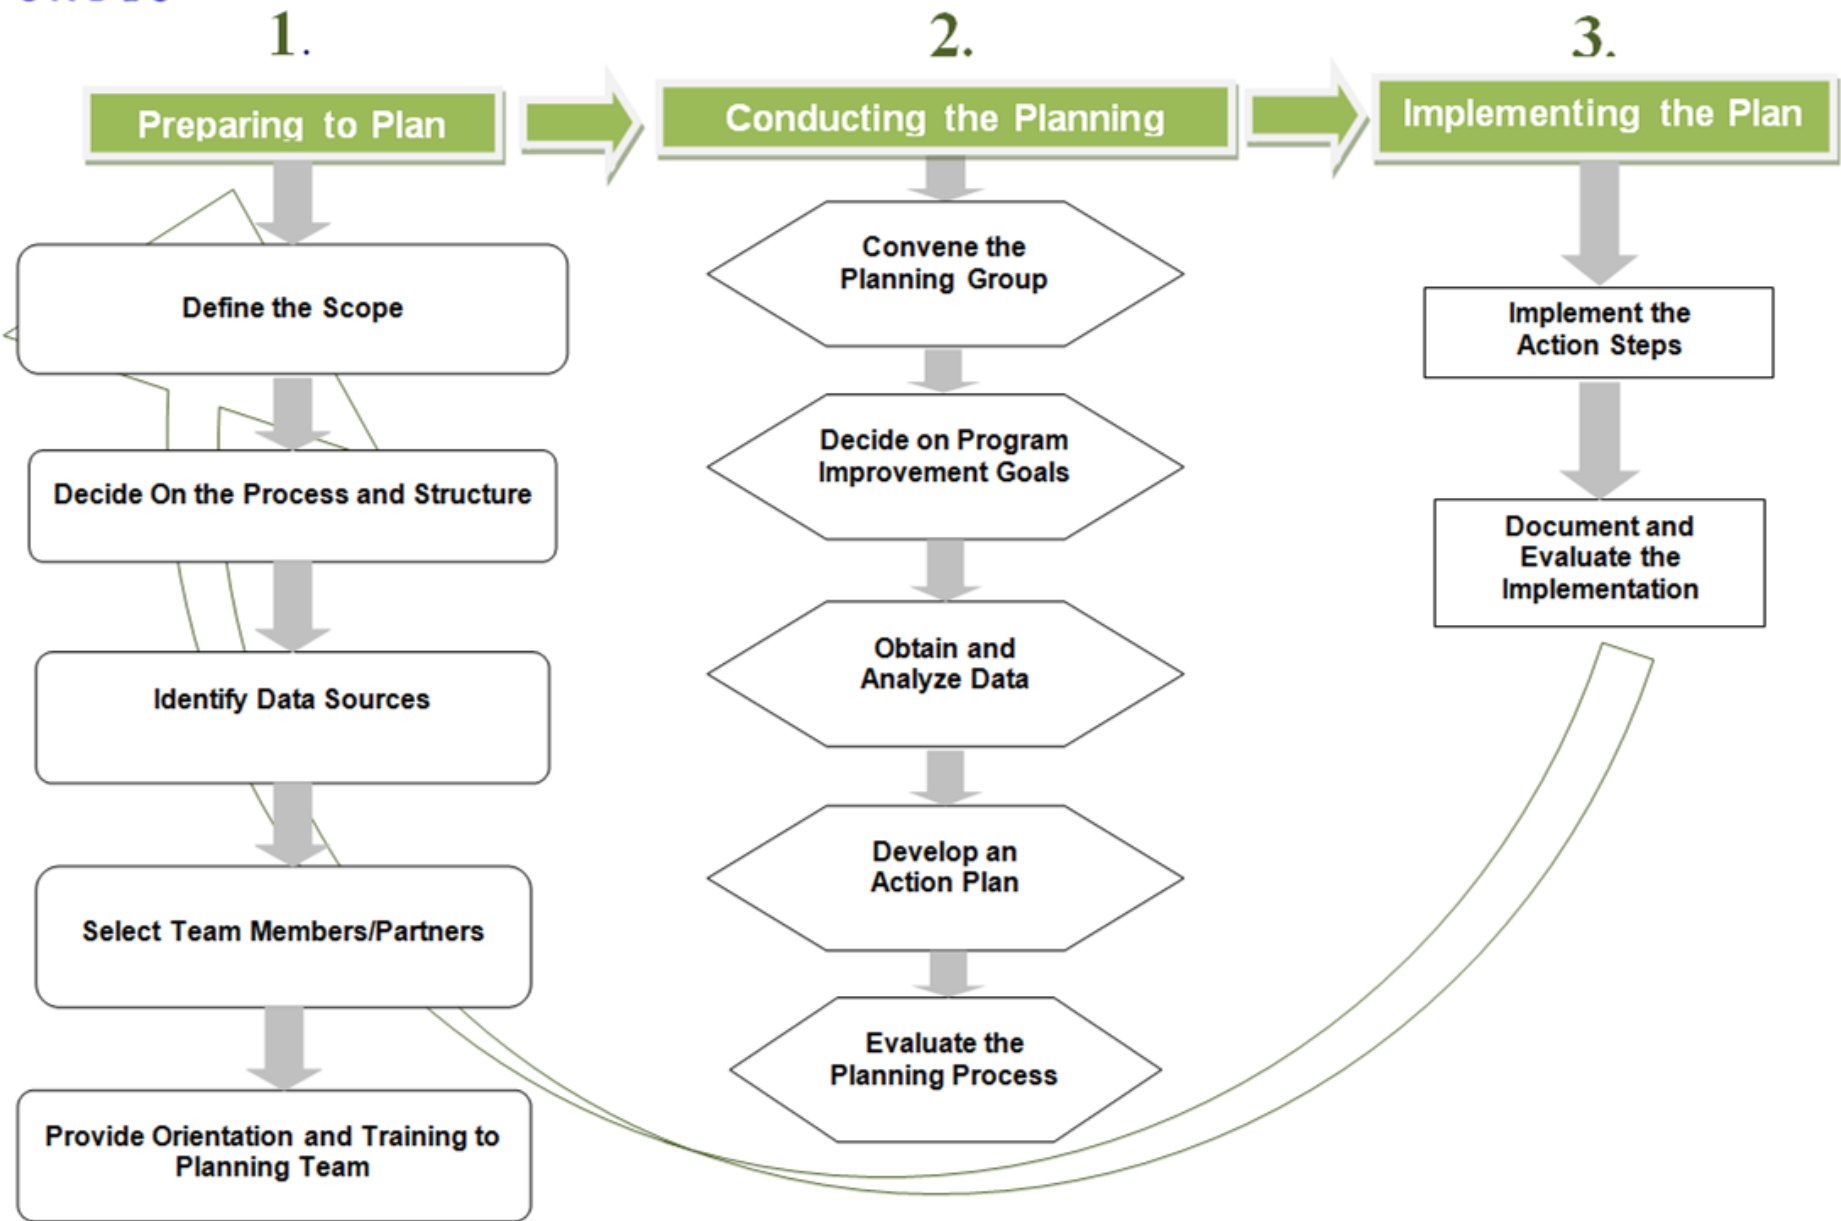 1.
Preparing to Plan
Define the Scope
Decide On the Process and Structure
Identify Data Sources
Select Team Members/Partners
Provide Orientation and Training to
Planning Team
2.
Conducting the Planning
Convene the
Planning Group
Decide on Program
Improvement Goals
Obtain and
Analyze Data
Develop an
Action Plan
Evaluate the
Planning Process
3.
Implementing the Plan
Implement the
Action Steps
Document and
Evaluate the
Implementation